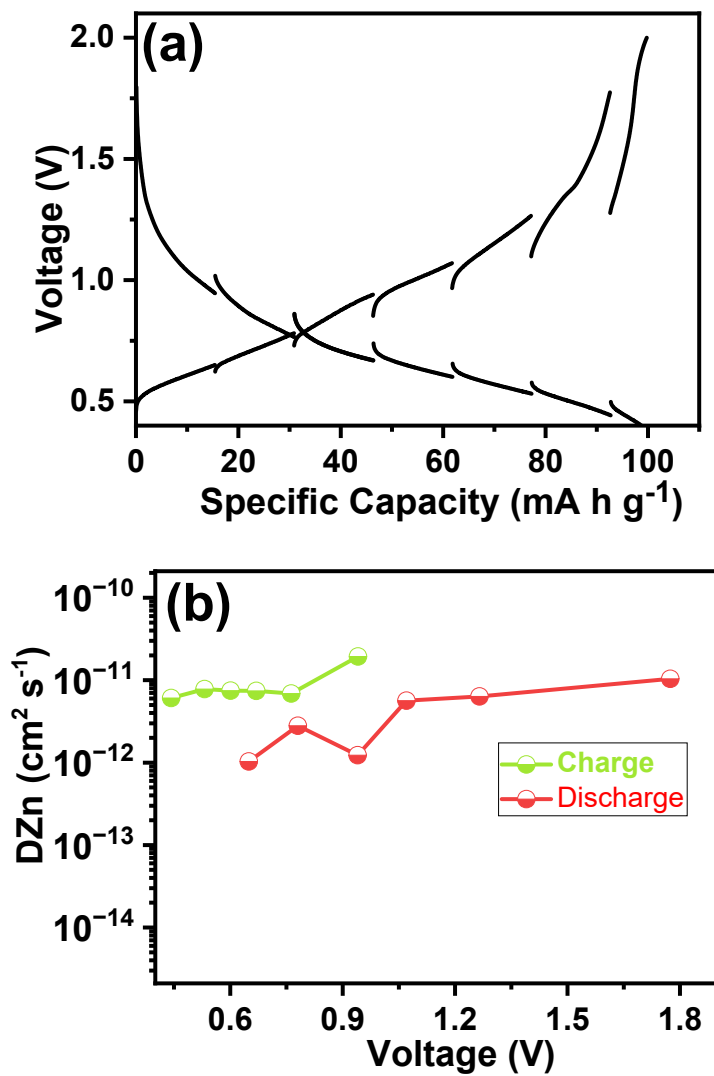 (a)
2.0
1.5
1.0
0.5
Voltage (V)
0 20 40 60 80 100
Specific Capacity (mA h g⁻¹)
(b)
10⁻¹⁰
10⁻¹¹
10⁻¹²
10⁻¹³
10⁻¹⁴
DZn (cm² s⁻¹)
Charge
Discharge
0.6 0.9 1.2 1.5 1.8
Voltage (V)